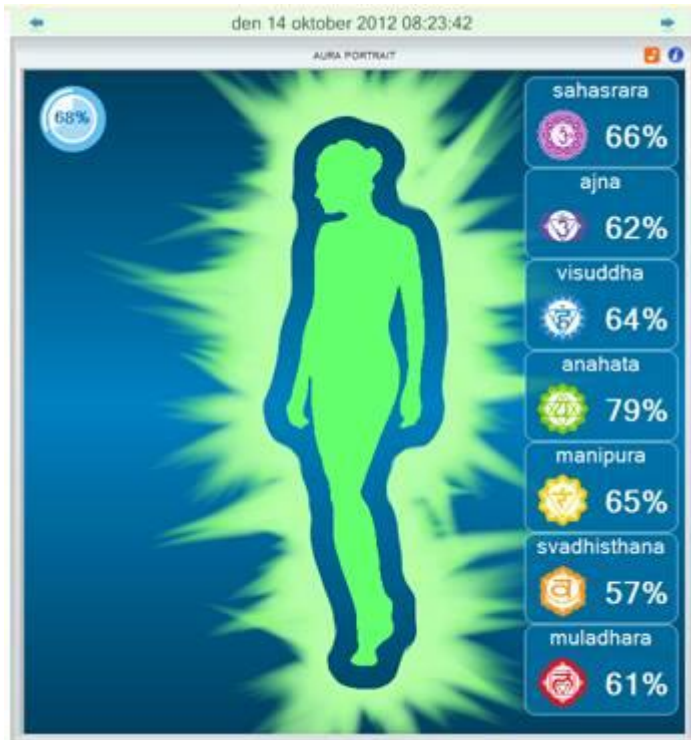 den 14 oktober 2012 08:23:42
AURA PORTRAIT
68%
sahasrara
66%
ajna
62%
visuddha
64%
anahata
79%
manipura
65%
svadhisthana
57%
muladhara
61%